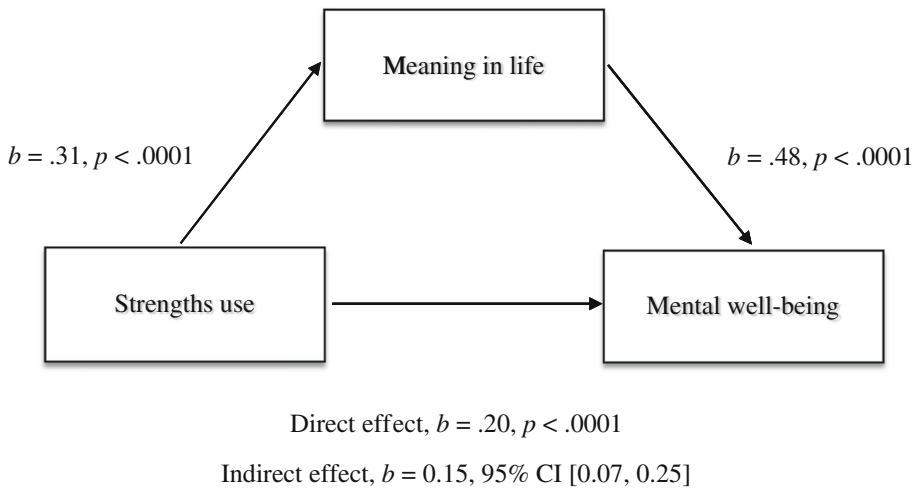 Meaning in life
b = .31, p < .0001
b = .48, p < .0001
Strengths use
Mental well-being
Direct effect, b = .20, p < .0001
Indirect effect, b = 0.15, 95% CI [0.07, 0.25]